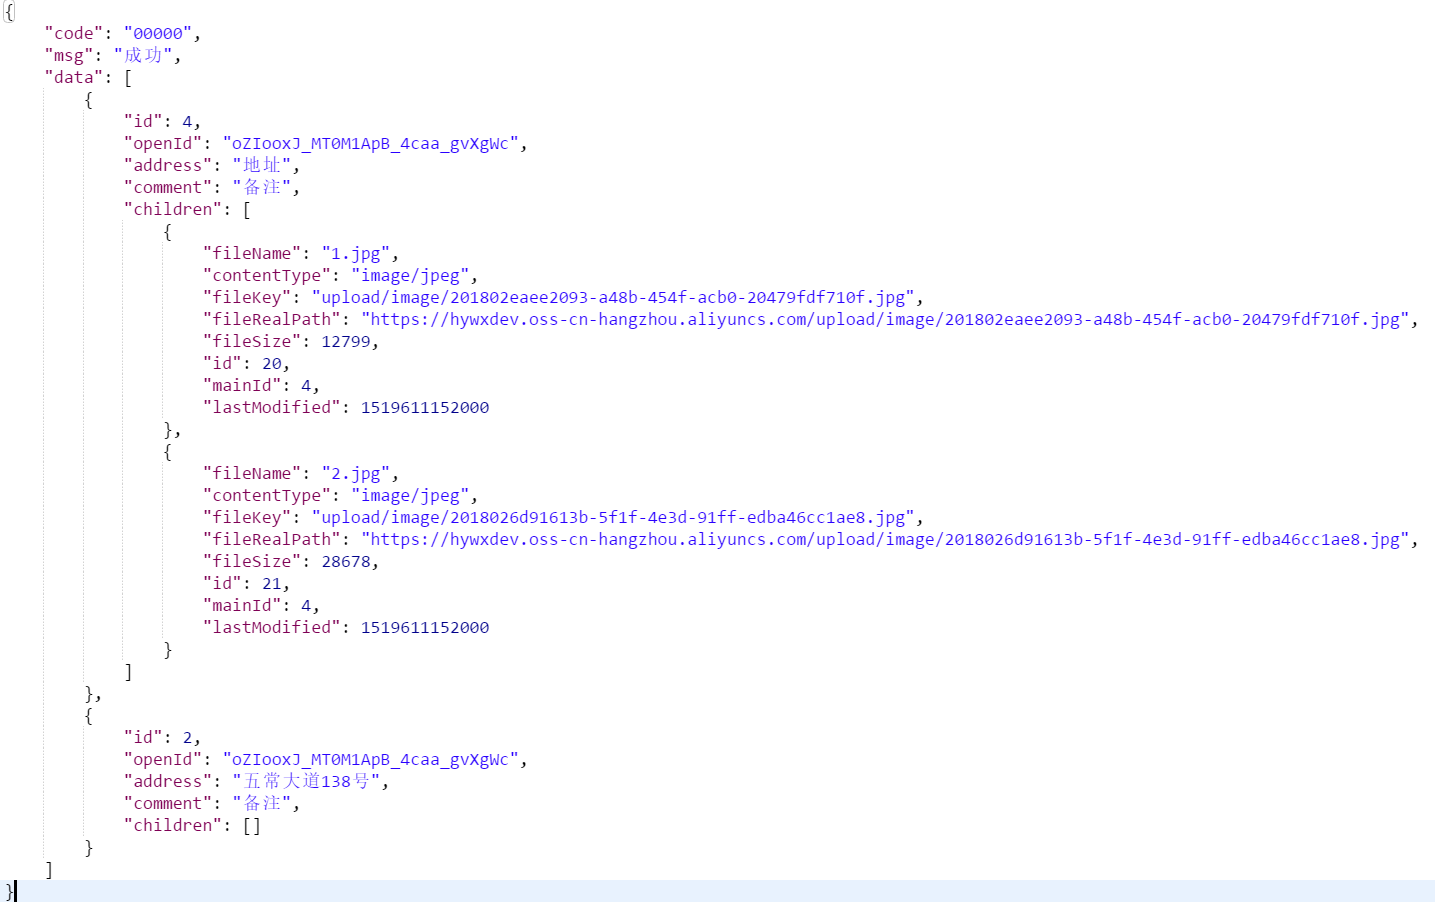 {
    "code": "00000",
    "msg": "成功",
    "data": [
        {
            "id": 4,
            "openId": "oZIooxJ_MT0M1ApB_4caa_gvXgWc",
            "address": "地址",
            "comment": "备注",
            "children": [
                {
                    "fileName": "1.jpg",
                    "contentType": "image/jpeg",
                    "fileKey": "upload/image/201802eaee2093-a48b-454f-acb0-20479fdf710f.jpg",
                    "fileRealPath": "https://hywxdev.oss-cn-hangzhou.aliyuncs.com/upload/image/201802eaee2093-a48b-454f-acb0-20479fdf710f.jpg",
                    "fileSize": 12799,
                    "id": 20,
                    "mainId": 4,
                    "lastModified": 1519611152000
                },
                {
                    "fileName": "2.jpg",
                    "contentType": "image/jpeg",
                    "fileKey": "upload/image/2018026d91613b-5f1f-4e3d-91ff-edba46cc1ae8.jpg",
                    "fileRealPath": "https://hywxdev.oss-cn-hangzhou.aliyuncs.com/upload/image/2018026d91613b-5f1f-4e3d-91ff-edba46cc1ae8.jpg",
                    "fileSize": 28678,
                    "id": 21,
                    "mainId": 4,
                    "lastModified": 1519611152000
                }
            ]
        },
        {
            "id": 2,
            "openId": "oZIooxJ_MT0M1ApB_4caa_gvXgWc",
            "address": "五常大道138号",
            "comment": "备注",
            "children": []
        }
    ]
}